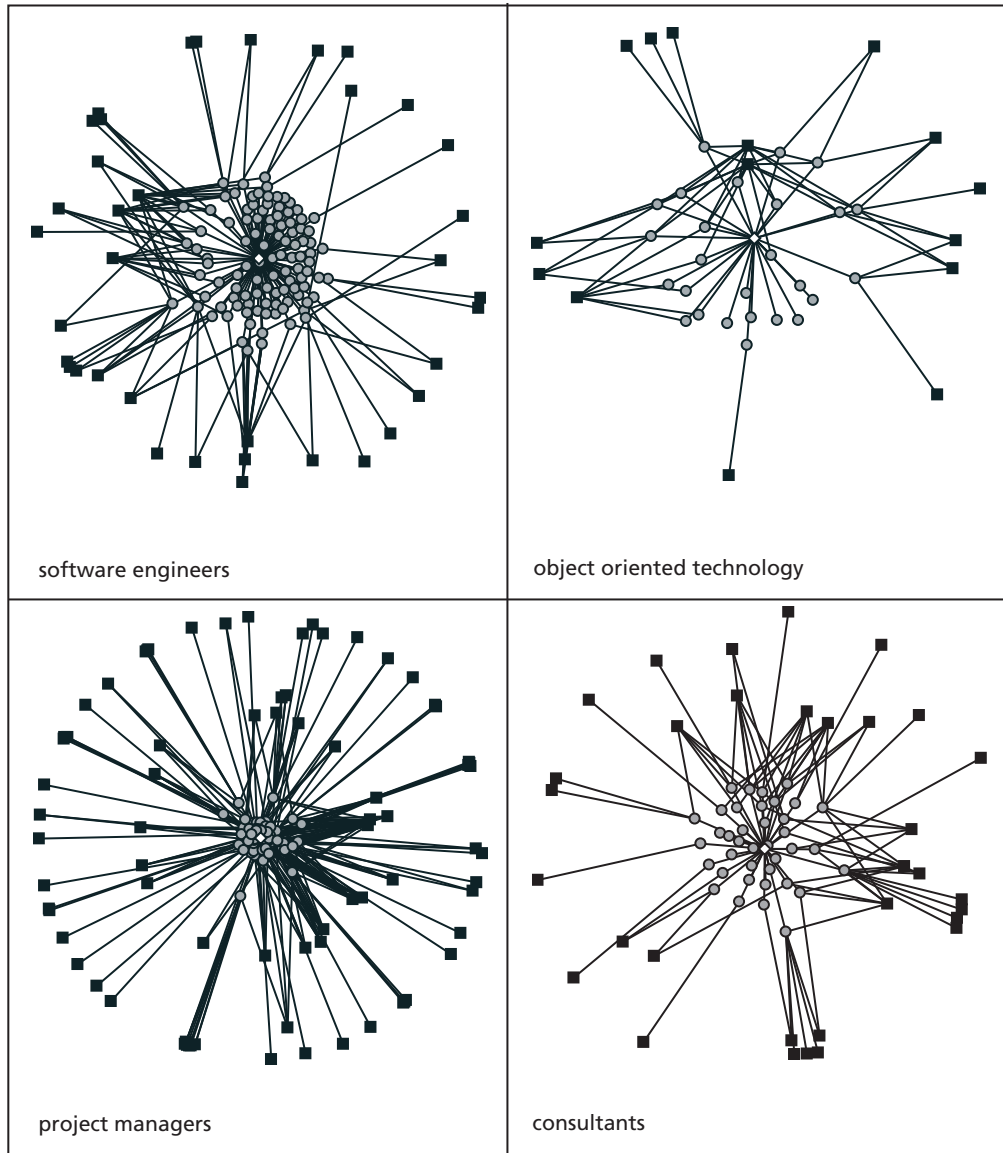 software engineers
object oriented technology
project managers
consultants